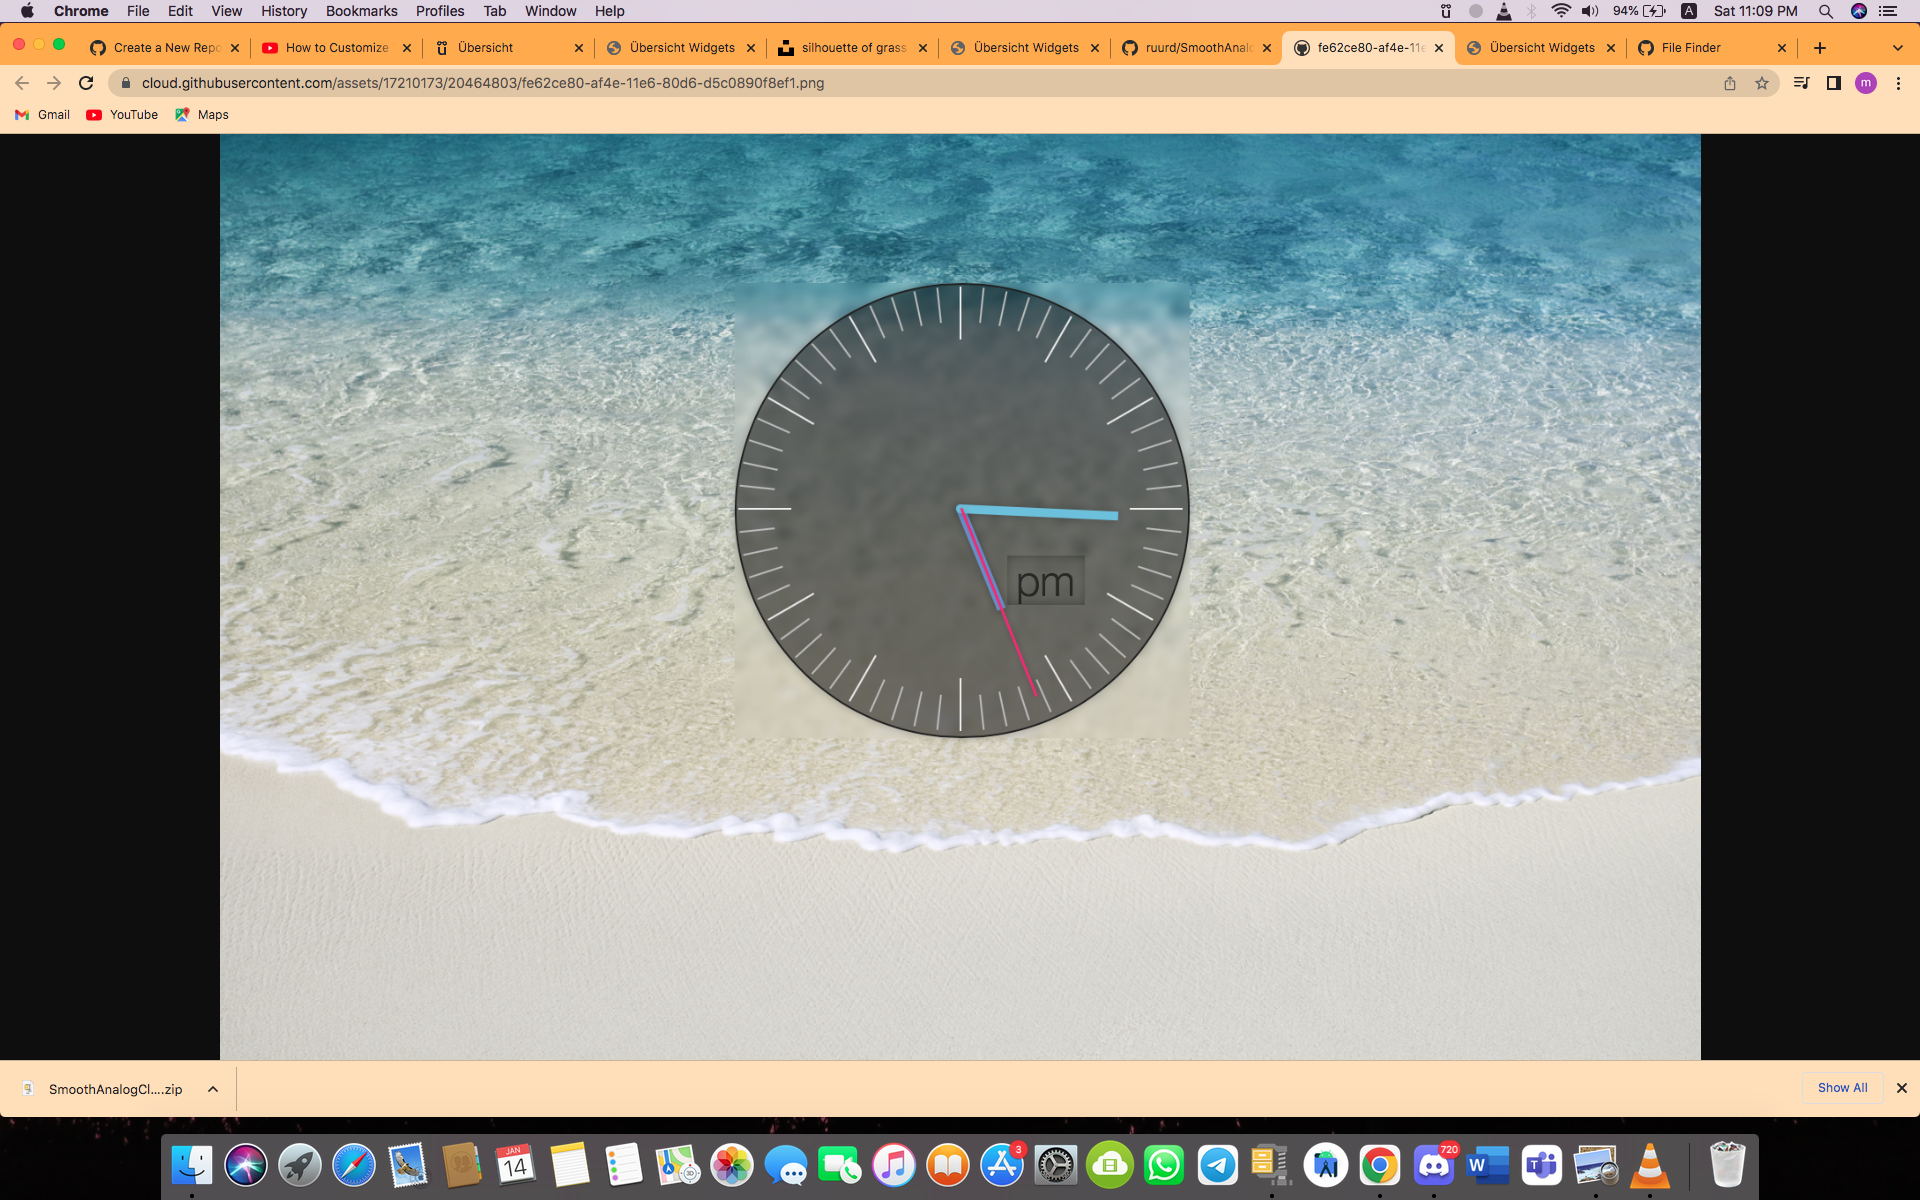 Chrome File Edit View History Bookmarks Profiles Tab Window Help ü 94% A Sat 11:09 PM
Create a New Repo
How to Customize
ü Übersicht
Übersicht Widgets
silhouette of grass
Übersicht Widgets
ruurd/SmoothAnalo
fe62ce80-af4e-11e
Übersicht Widgets
File Finder
cloud.githubusercontent.com/assets/17210173/20464803/fe62ce80-af4e-11e6-80d6-d5c0890f8ef1.png
m
Gmail YouTube Maps
pm
SmoothAnalogCl....zip
Show All
JAN
14
3D
3
720
W
T